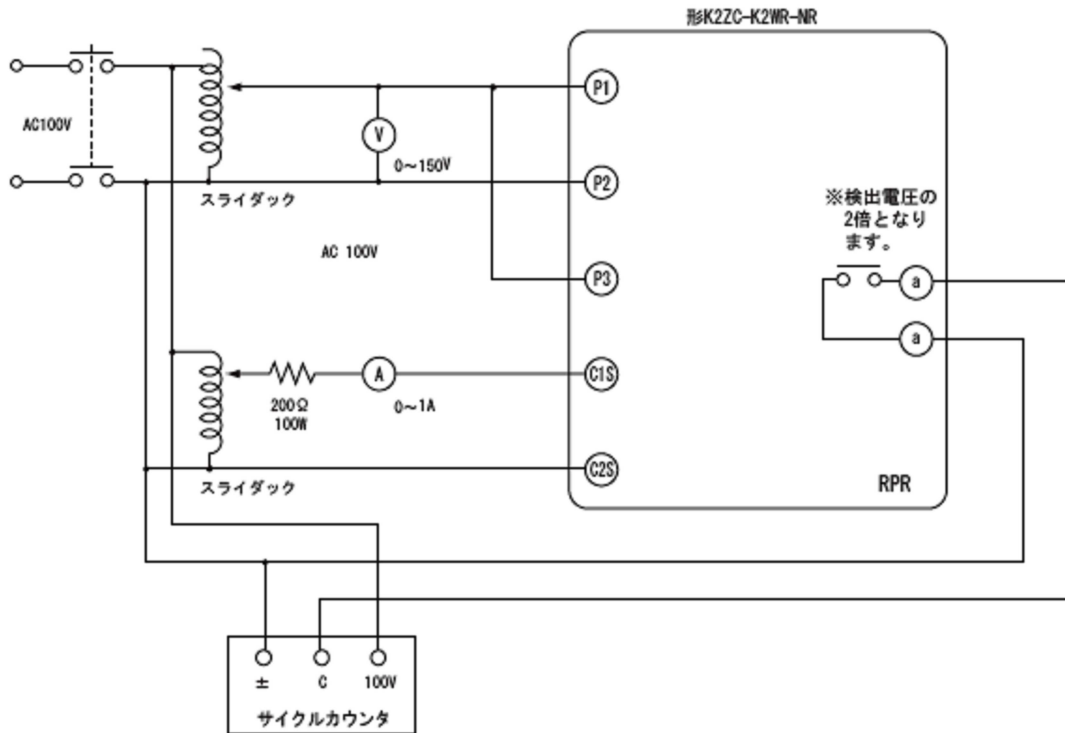 形K2ZC-K2WR-NR
P1
AC100V
V
0～150V
P2
スライダック
※検出電圧の
2倍となり
ます。
AC 100V
P3
a
a
A
C1S
200Ω
100W
0～1A
C2S
スライダック
RPR
±
C
100V
サイクルカウンタ